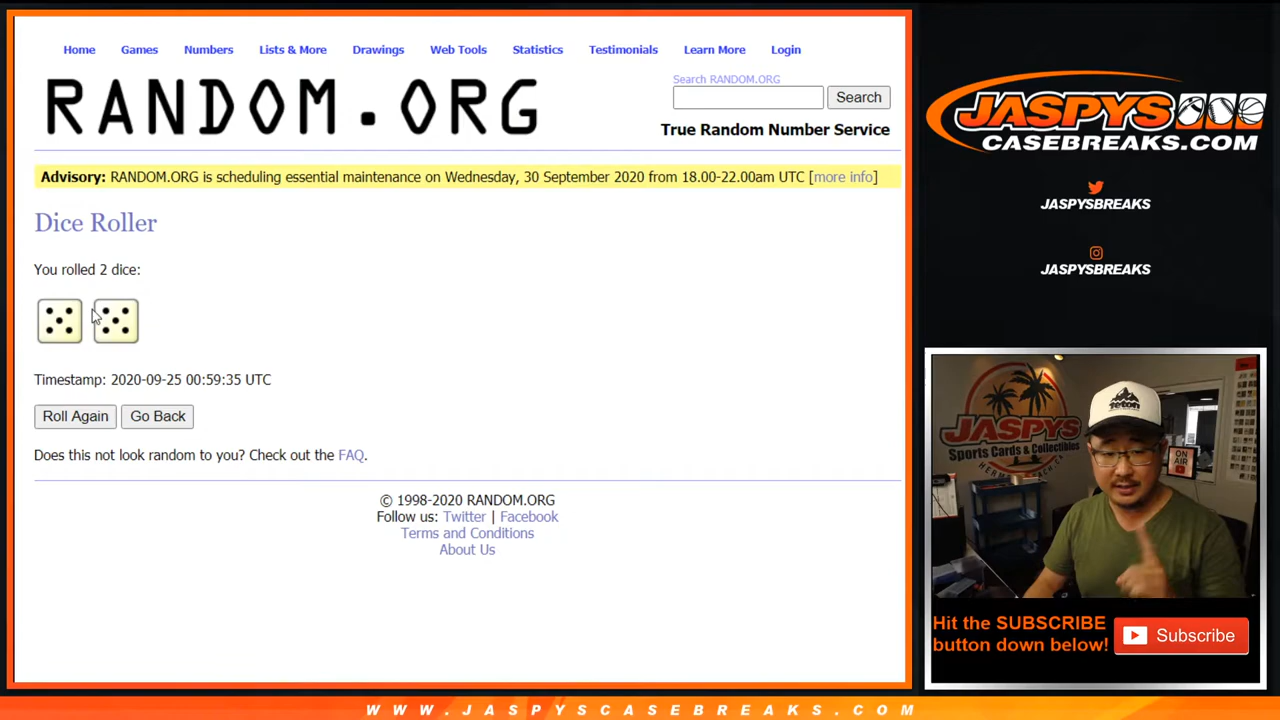 Home Games Numbers Lists & More Drawings Web Tools Statistics Testimonials Learn More Login
RANDOM.ORG
Search RANDOM.ORG
Search
True Random Number Service
Advisory: RANDOM.ORG is scheduling essential maintenance on Wednesday, 30 September 2020 from 18.00-22.00am UTC [more info]
Dice Roller
You rolled 2 dice:
Timestamp: 2020-09-25 00:59:35 UTC
Roll Again Go Back
Does this not look random to you? Check out the FAQ.
© 1998-2020 RANDOM.ORG
Follow us: Twitter | Facebook
Terms and Conditions
About Us
JASPYS
CASEBREAKS.COM
JASPYSBREAKS
JASPYSBREAKS
JASPYS
Sports Cards & Collectibles
Teton
ON AIR
Hit the SUBSCRIBE
button down below!
Subscribe
WWW.JASPYSCASEBREAKS.COM